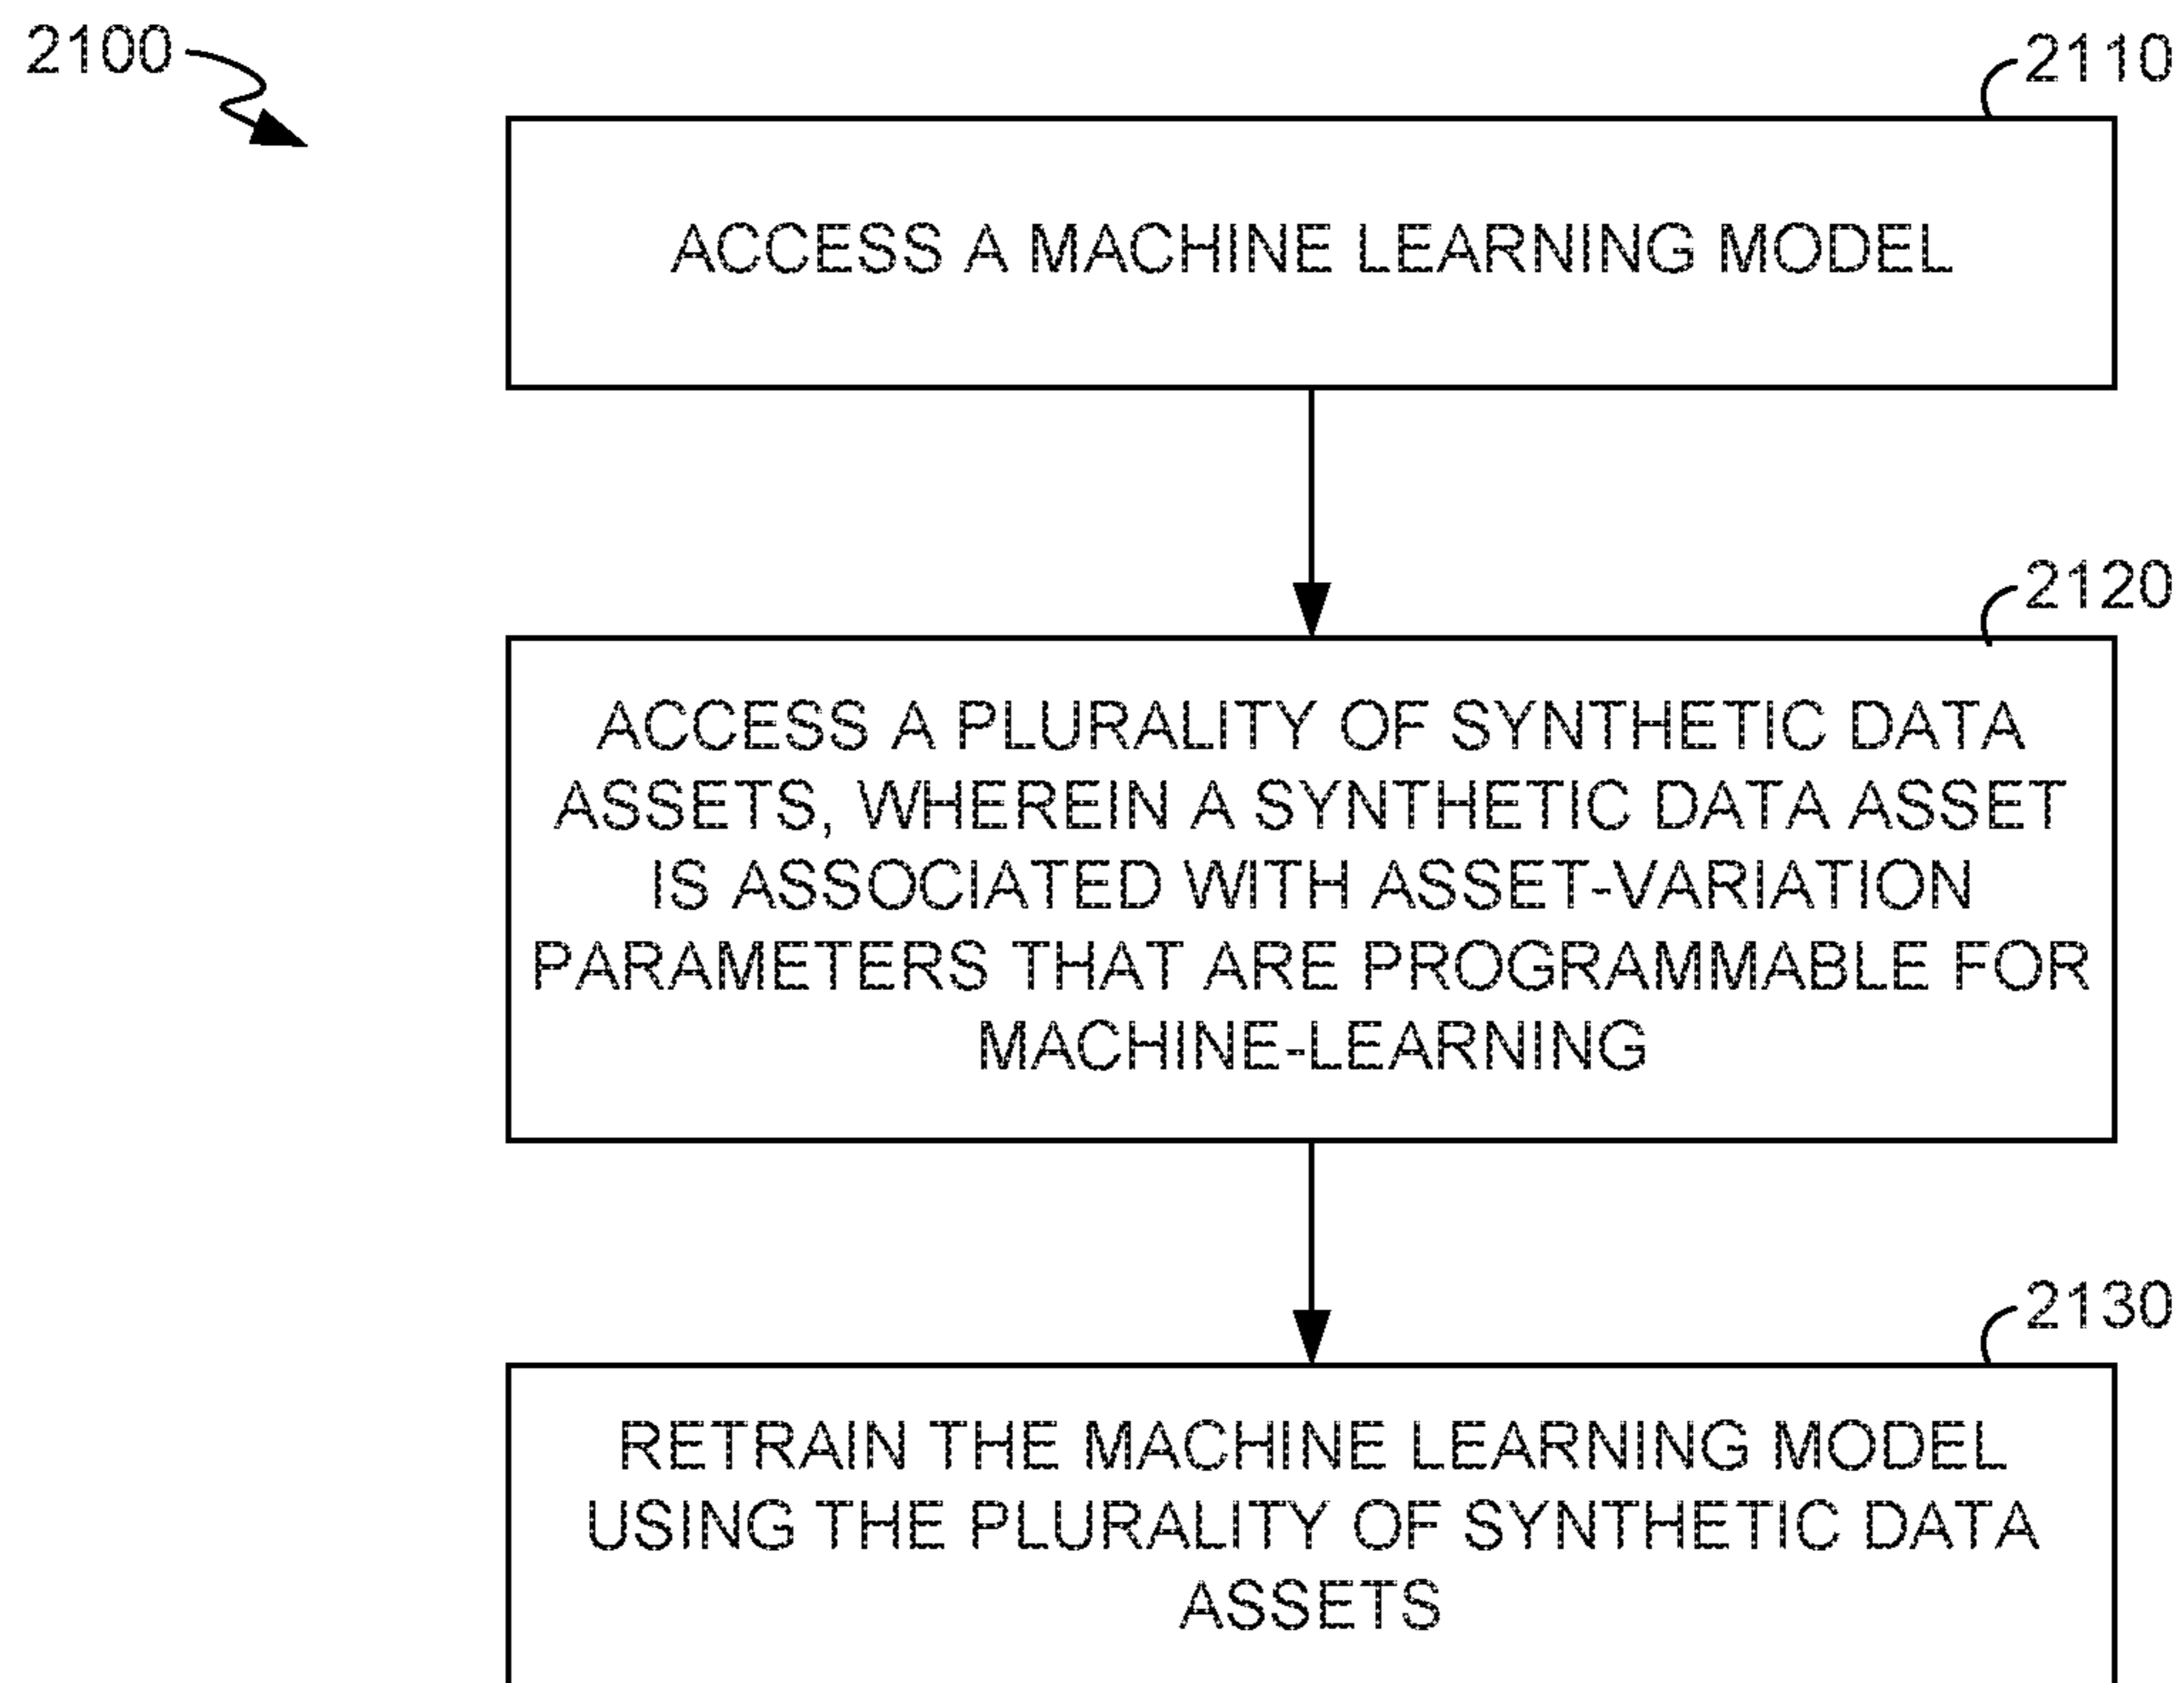 2100
2110
ACCESS A MACHINE LEARNING MODEL
2120
ACCESS A PLURALITY OF SYNTHETIC DATA
ASSETS, WHEREIN A SYNTHETIC DATA ASSET
IS ASSOCIATED WITH ASSET-VARIATION
PARAMETERS THAT ARE PROGRAMMABLE FOR
MACHINE-LEARNING
2130
RETRAIN THE MACHINE LEARNING MODEL
USING THE PLURALITY OF SYNTHETIC DATA
ASSETS